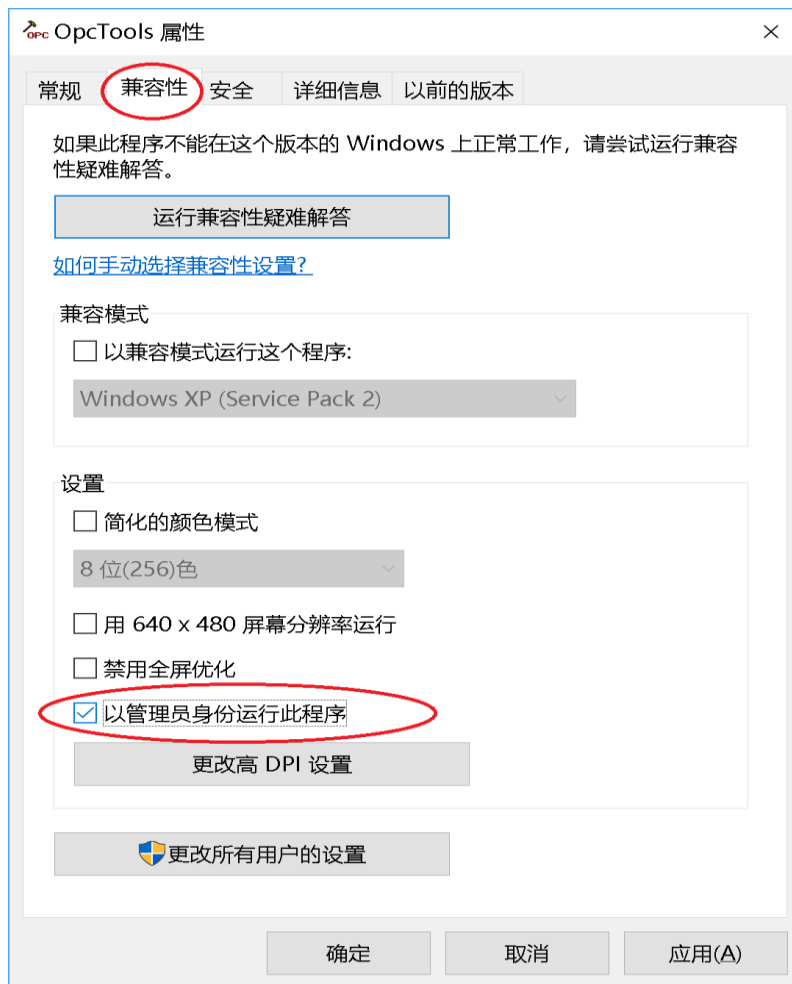 OPC OpcTools 属性
常规 兼容性 安全 详细信息 以前的版本
如果此程序不能在这个版本的 Windows 上正常工作，请尝试运行兼容
性疑难解答。
运行兼容性疑难解答
如何手动选择兼容性设置?
兼容模式
以兼容模式运行这个程序:
Windows XP (Service Pack 2)
设置
简化的颜色模式
8 位(256)色
用 640 x 480 屏幕分辨率运行
禁用全屏优化
以管理员身份运行此程序
更改高 DPI 设置
更改所有用户的设置
确定 取消 应用(A)